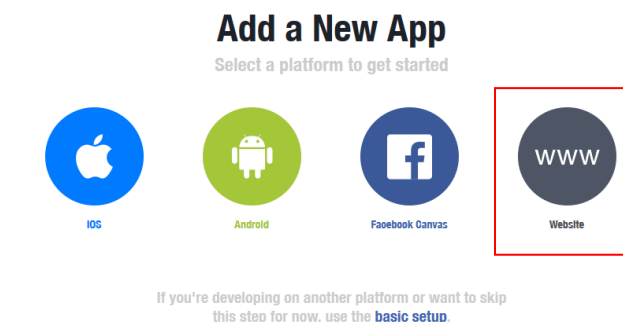 Add a New App
Select a platform to get started
WWW
iOS
Android
Facebook Canvas
Website
If you're developing on another platform or want to skip
this step for now, use the basic setup.